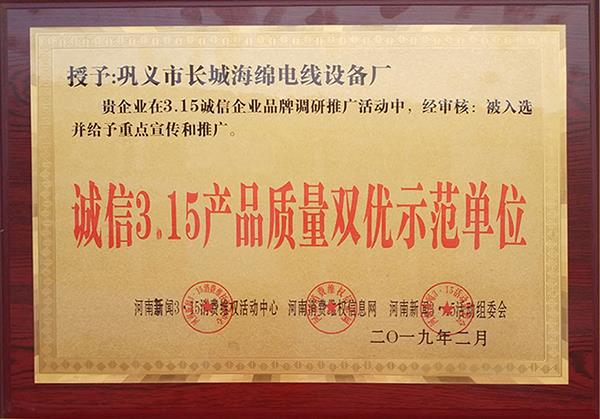 授予:巩义市长城海绵电线设备厂
贵企业在3.15诚信企业品牌调研推广活动中，经审核：被入选
并给予重点宣传和推广。
诚信3.15产品质量双优示范单位
河南新闻3·15消费维权活动中心 河南消费维权信息网 河南新闻3·15活动组委会
二〇一九年二月